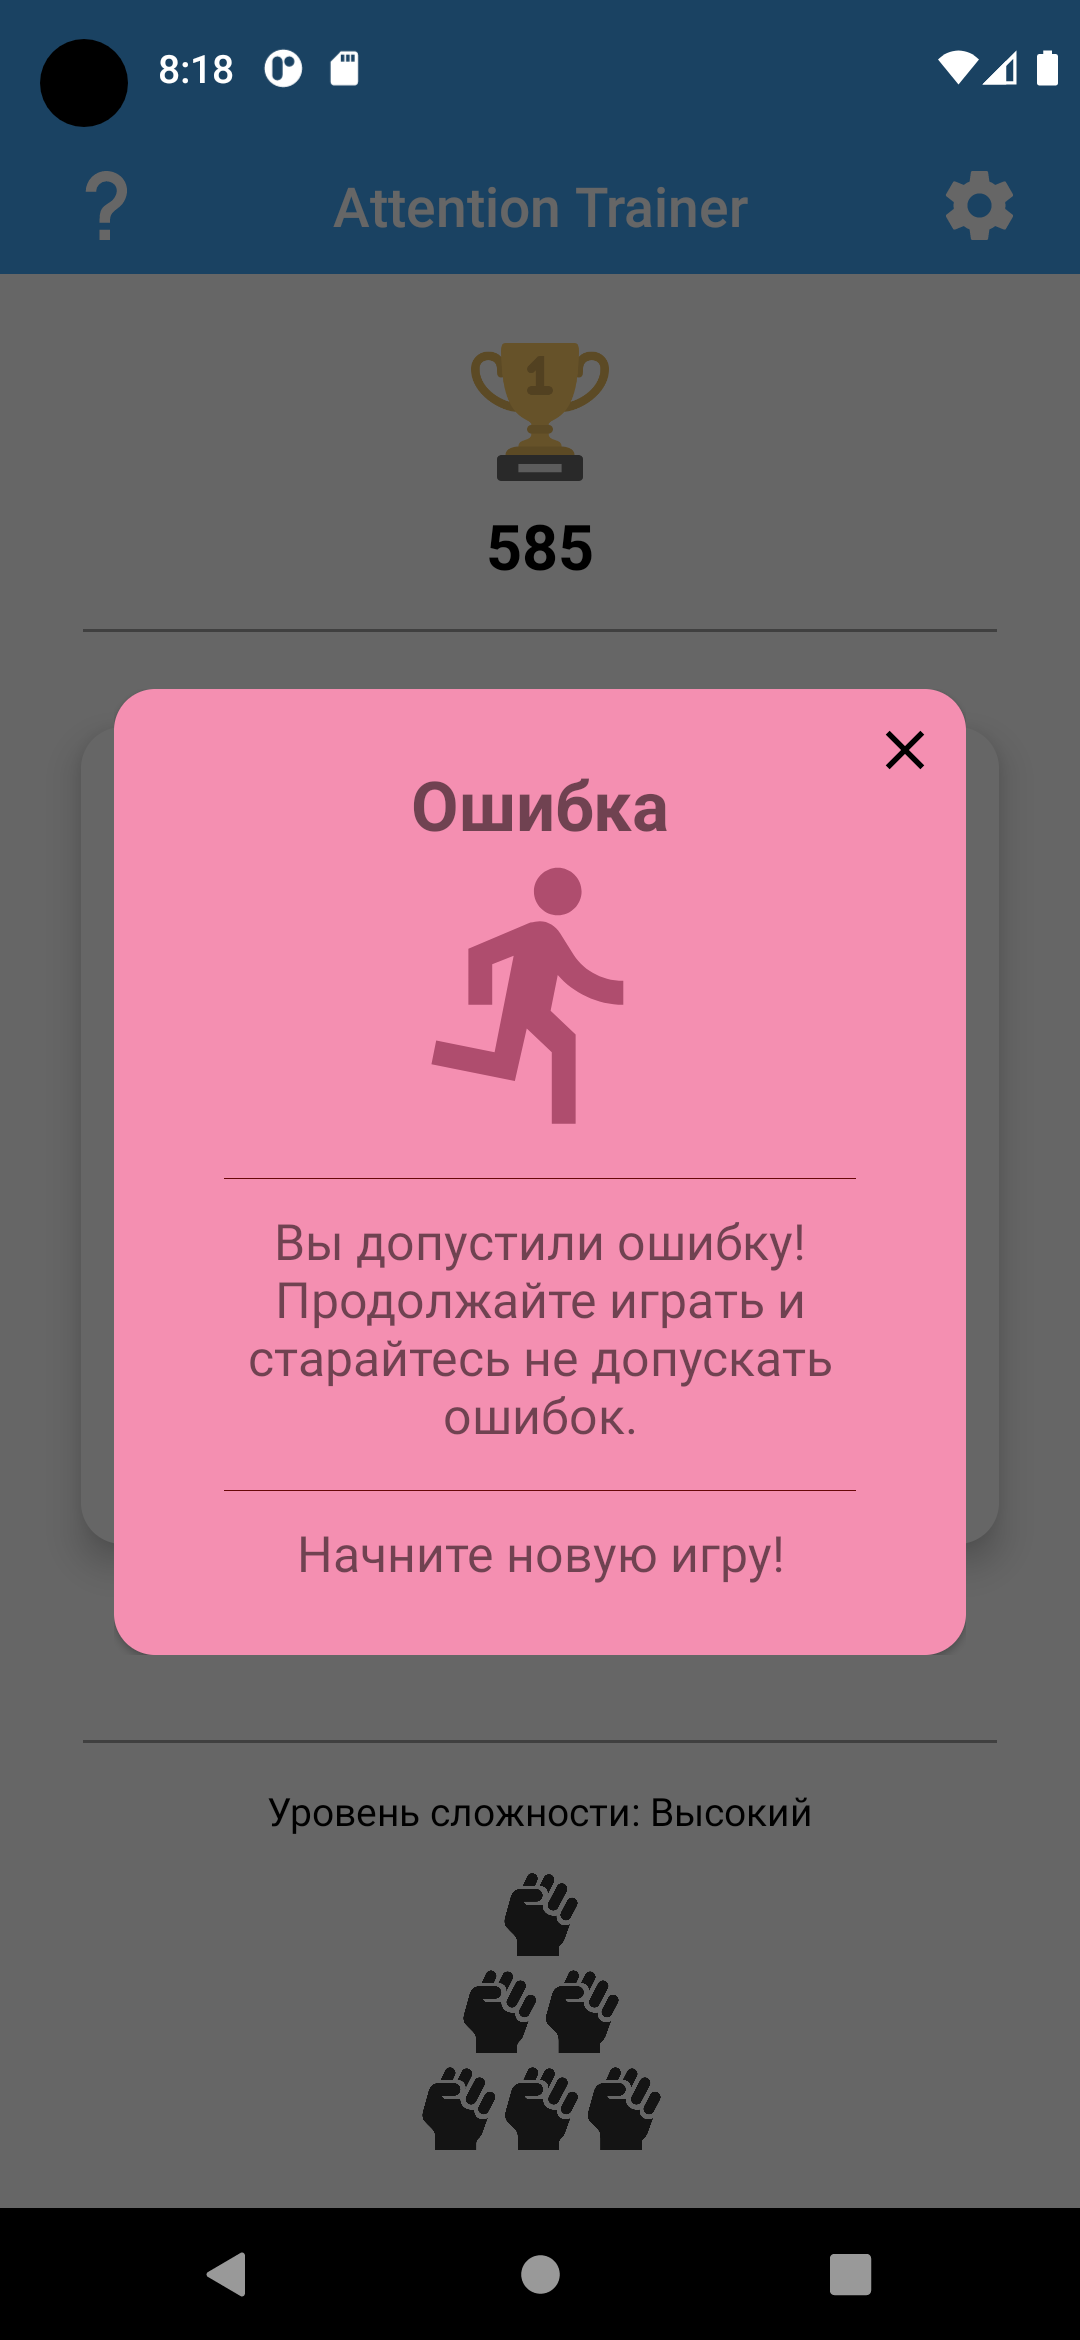 8:18
? Attention Trainer
1
585
Ошибка
Вы допустили ошибку!
Продолжайте играть и
старайтесь не допускать
ошибок.
Начните новую игру!
Уровень сложности: Высокий